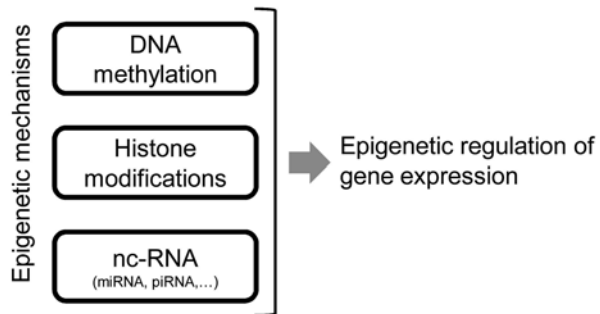 Epigenetic mechanisms
DNA
methylation
Histone
modifications
nc-RNA
(miRNA, piRNA,...)
Epigenetic regulation of
gene expression